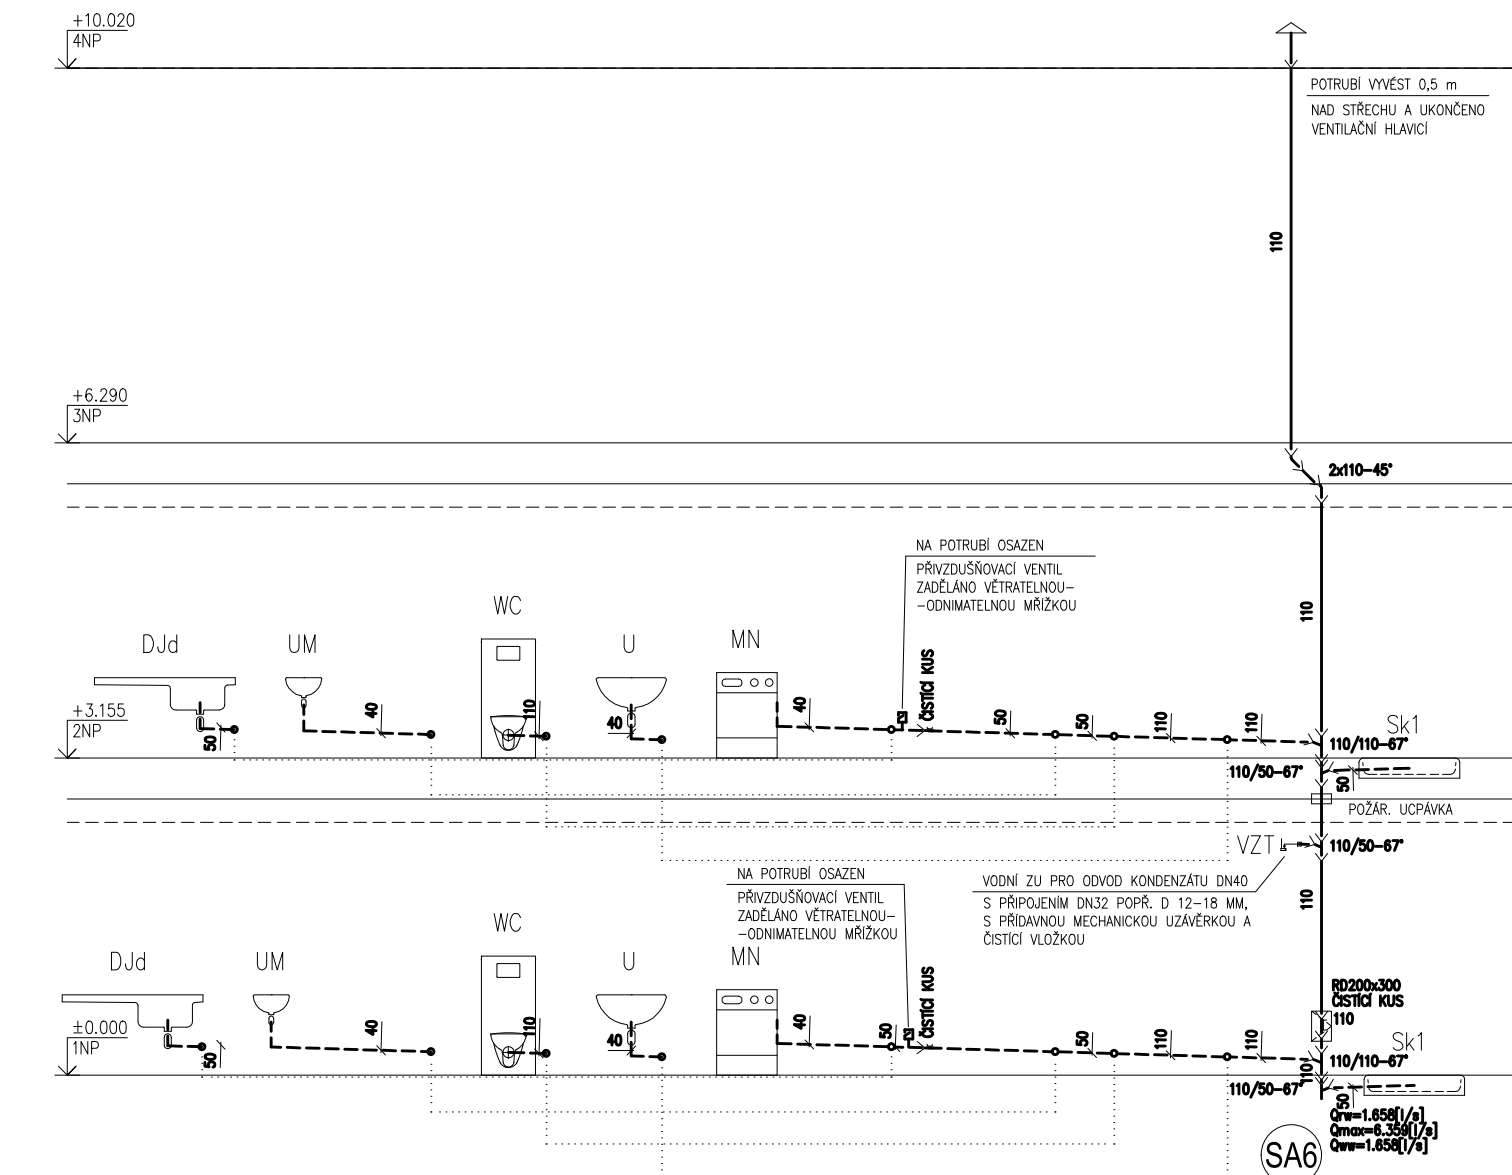 +10.020
4NP
POTRUBÍ VYVÉST 0,5 m
NAD STŘECHU A UKONČENO
VENTILAČNÍ HLAVICÍ
110
+6.290
3NP
2x110-45°
NA POTRUBÍ OSAZEN
PŘIVZDUŠŇOVACÍ VENTIL
ZADĚLÁNO VĚTRATELNOU-
-ODNIMATELNOU MŘÍŽKOU
110
WC
DJd
UM
U
MN
ČISTÍCÍ KUS
+3.155
2NP
50
40
110
40
40
50
50
110
110
Sk1
110/110-67°
110/50-67°
50
POŽÁR. UCPÁVKA
VZT
110/50-67°
NA POTRUBÍ OSAZEN
PŘIVZDUŠŇOVACÍ VENTIL
ZADĚLÁNO VĚTRATELNOU-
-ODNIMATELNOU MŘÍŽKOU
VODNÍ ZU PRO ODVOD KONDENZÁTU DN40
S PŘIPOJENÍM DN32 POPŘ. D 12-18 MM,
S PŘÍDAVNOU MECHANICKOU UZÁVĚRKOU A
ČISTÍCÍ VLOŽKOU
110
WC
DJd
UM
U
MN
ČISTÍCÍ KUS
RD200x300
ČISTÍCÍ KUS
110
±0.000
1NP
50
40
110
40
40
50
50
110
110
110
Sk1
110/110-67°
110/50-67°
50
Qrw=1.658[l/s]
Qmax=6.359[l/s]
Qww=1.658[l/s]
SA6